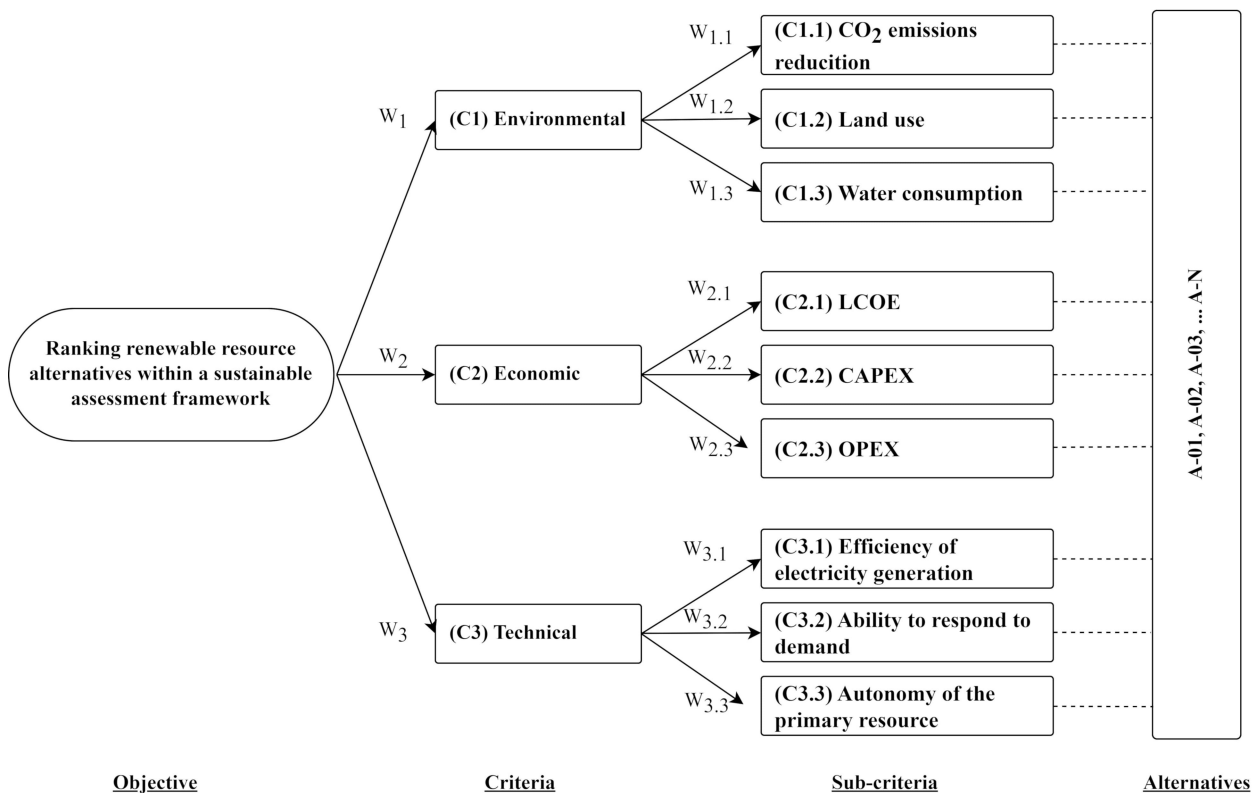 Ranking renewable resource
alternatives within a sustainable
assessment framework
W1
W2
W3
(C1) Environmental
(C2) Economic
(C3) Technical
W1.1
W1.2
W1.3
(C1.1) CO2 emissions
reducition
(C1.2) Land use
(C1.3) Water consumption
W2.1
W2.2
W2.3
(C2.1) LCOE
(C2.2) CAPEX
(C2.3) OPEX
W3.1
W3.2
W3.3
(C3.1) Efficiency of
electricity generation
(C3.2) Ability to respond to
demand
(C3.3) Autonomy of the
primary resource
A-01, A-02, A-03, ... A-N
Objective
Criteria
Sub-criteria
Alternatives